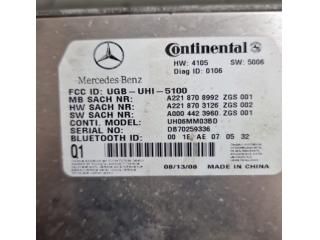 Mercedes Benz
Continental
HW: 4105 SW: 5006
Diag ID: 0106
FCC ID: UGB-UHI-5100
MB SACH NR: A221 870 8992 ZGS 001
HW SACH NR: A221 870 3126 ZGS 002
SW SACH NR: A000 442 3960 ZGS 001
CONTI. MODEL: UH06MM03BD
SERIAL NO: DB70259336
BLUETOOTH ID: 00 1E AE 07 05 32
Q1
08/13/08 MADE IN CHINA